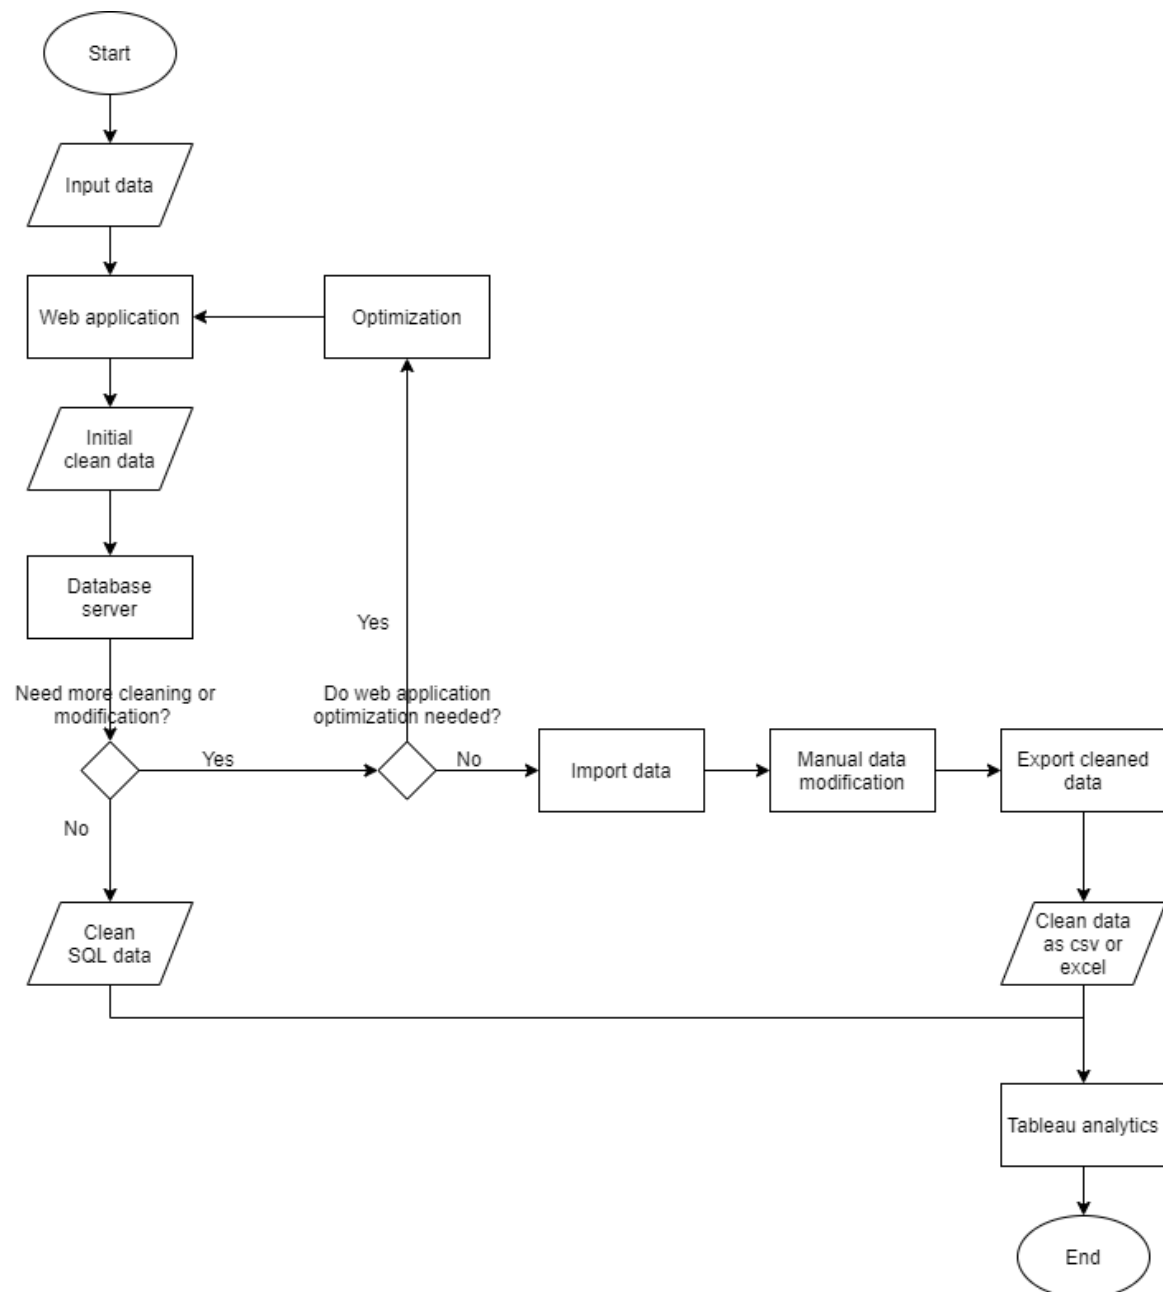 Start
Input data
Web application
Optimization
Initial
clean data
Database
server
Yes
Need more cleaning or
modification?
Do web application
optimization needed?
Yes
No
Import data
Manual data
modification
Export cleaned
data
No
Clean
SQL data
Clean data
as csv or
excel
Tableau analytics
End